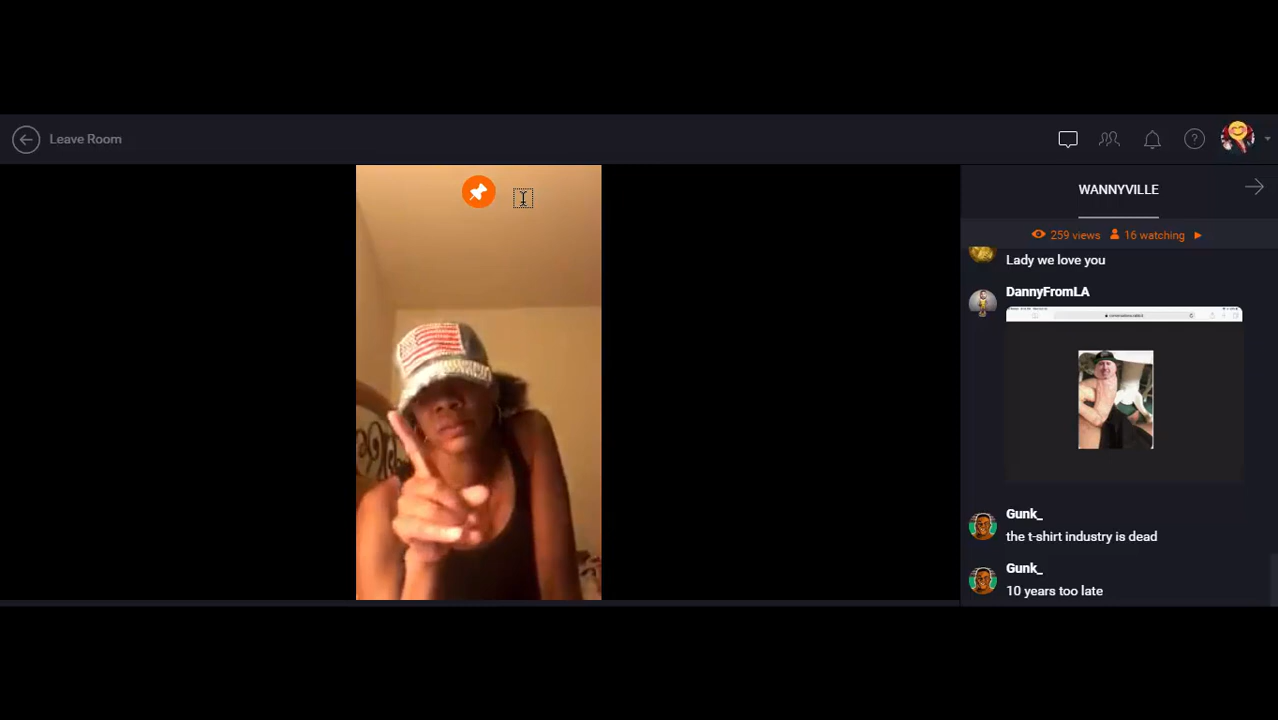 Leave Room
WANNYVILLE
259 views 16 watching
Lady we love you
DannyFromLA
Gunk_
the t-shirt industry is dead
Gunk_
10 years too late